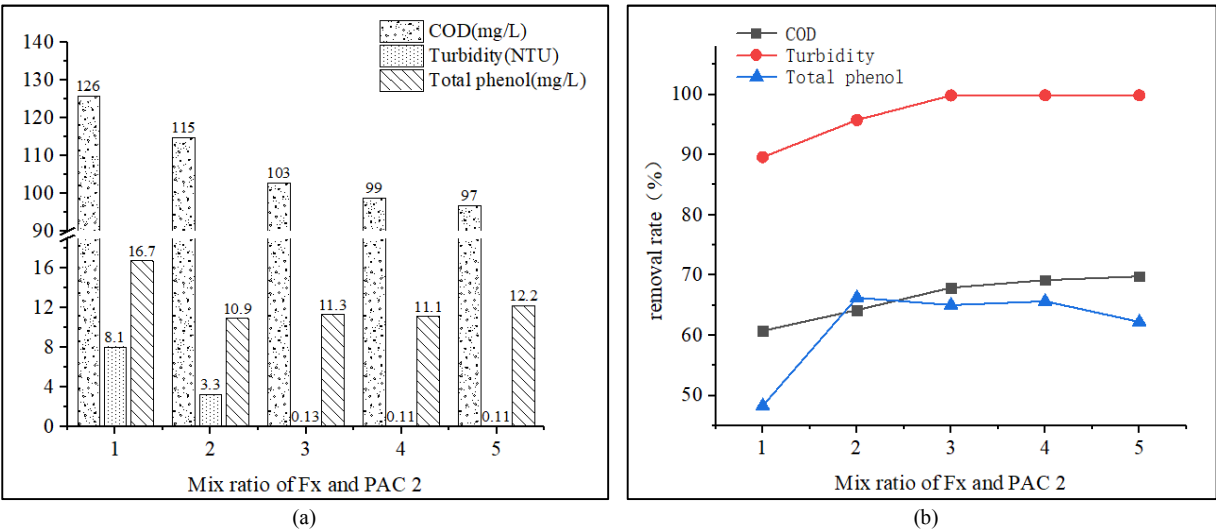 COD(mg/L)
Turbidity(NTU)
Total phenol(mg/L)
140
130
120
110
100
90
16
12
8
4
0
126
115
103
99
97
16.7
10.9
11.3
11.1
12.2
8.1
3.3
0.13
0.11
0.11
1 2 3 4 5
Mix ratio of Fx and PAC 2
(a)
COD
Turbidity
Total phenol
100
90
80
70
60
50
removal rate (%)
1 2 3 4 5
Mix ratio of Fx and PAC 2
(b)